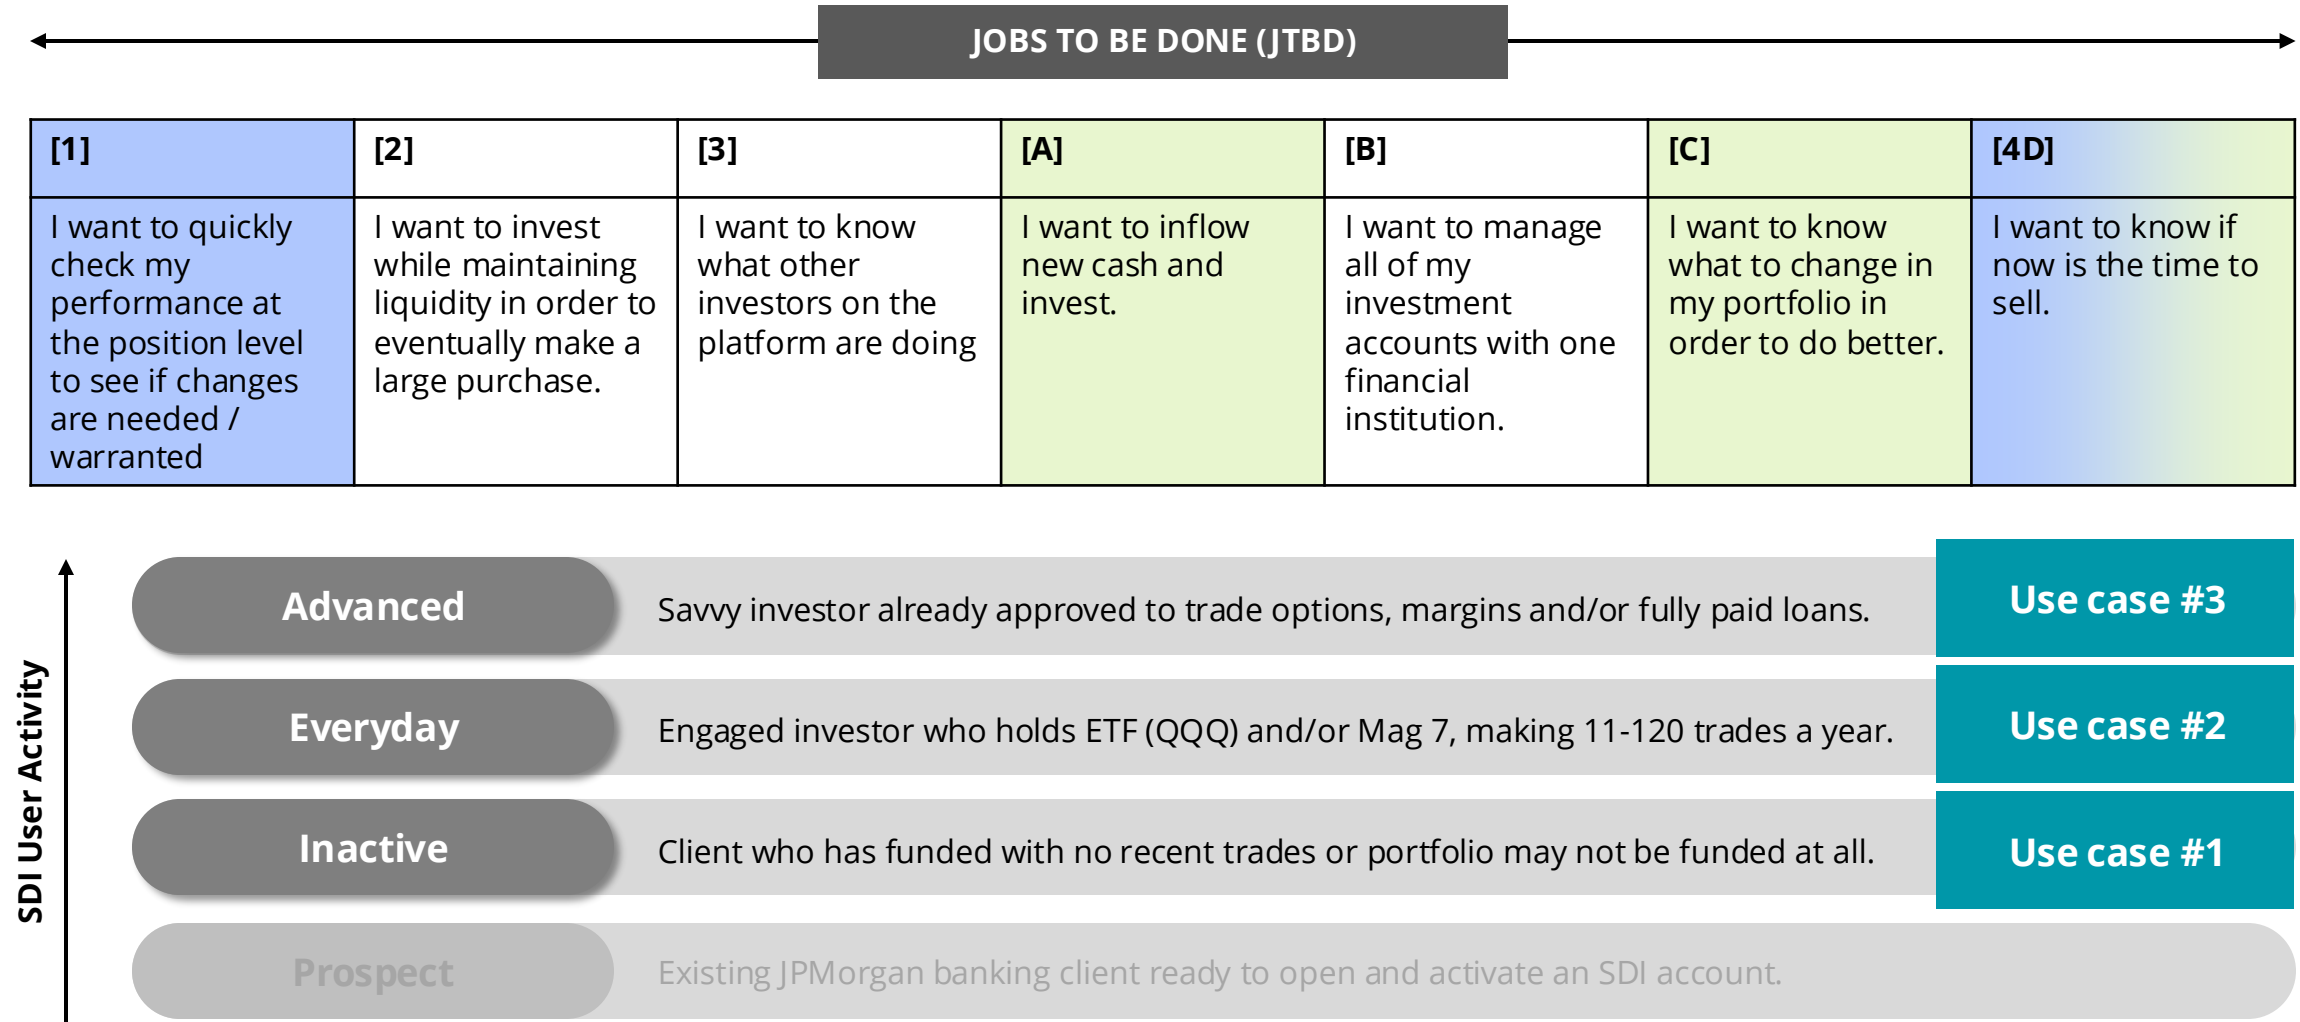 JOBS TO BE DONE (JTBD)
[1]
[2]
[3]
[A]
[B]
[C]
[4D]
I want to quickly
check my
performance at
the position level
to see if changes
are needed /
warranted
I want to invest
while maintaining
liquidity in order to
eventually make a
large purchase.
I want to know
what other
investors on the
platform are doing
I want to inflow
new cash and
invest.
I want to manage
all of my
investment
accounts with one
financial
institution.
I want to know
what to change in
my portfolio in
order to do better.
I want to know if
now is the time to
sell.
SDI User Activity
Advanced
Savvy investor already approved to trade options, margins and/or fully paid loans.
Use case #3
Everyday
Engaged investor who holds ETF (QQQ) and/or Mag 7, making 11-120 trades a year.
Use case #2
Inactive
Client who has funded with no recent trades or portfolio may not be funded at all.
Use case #1
Prospect
Existing JPMorgan banking client ready to open and activate an SDI account.